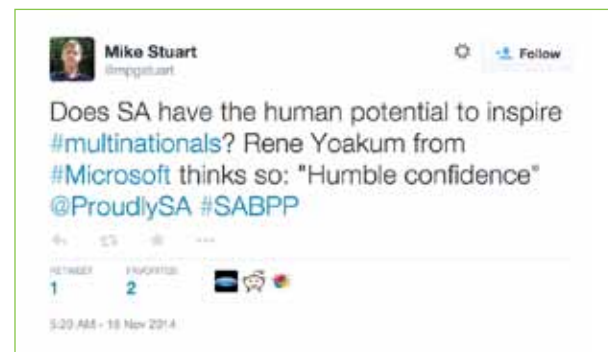 Mike Stuart
@mpgstuart
Follow
Does SA have the human potential to inspire
#multinationals? Rene Yoakum from
#Microsoft thinks so: "Humble confidence"
@ProudlySA #SABPP
RETWEET FAVORITES
1 2
5:20 AM - 18 Nov 2014